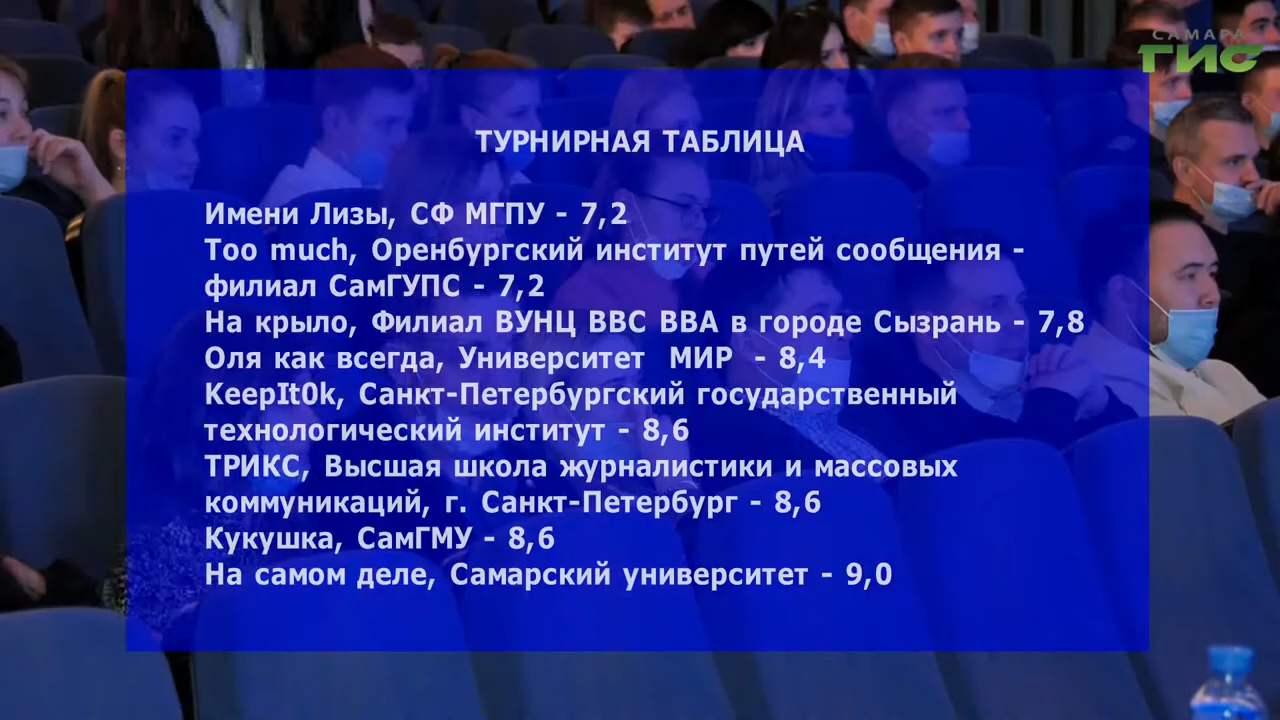 САМАРА
ГИС
ТУРНИРНАЯ ТАБЛИЦА
Имени Лизы, СФ МГПУ - 7,2
Too much, Оренбургский институт путей сообщения -
филиал СамГУПС - 7,2
На крыло, Филиал ВУНЦ ВВС ВВА в городе Сызрань - 7,8
Оля как всегда, Университет МИР - 8,4
KeepItOk, Санкт-Петербургский государственный
технологический институт - 8,6
ТРИКС, Высшая школа журналистики и массовых
коммуникаций, г. Санкт-Петербург - 8,6
Кукушка, СамГМУ - 8,6
На самом деле, Самарский университет - 9,0